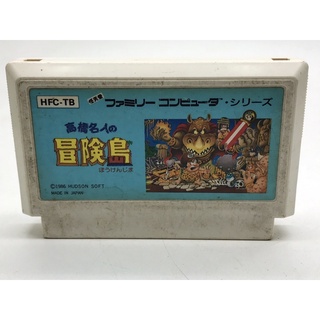 HFC-TB
ファミリー コンピュータ・シリーズ
高橋名人の
冒険島
ぼうけんじま
©1986 HUDSON SOFT
MADE IN JAPAN